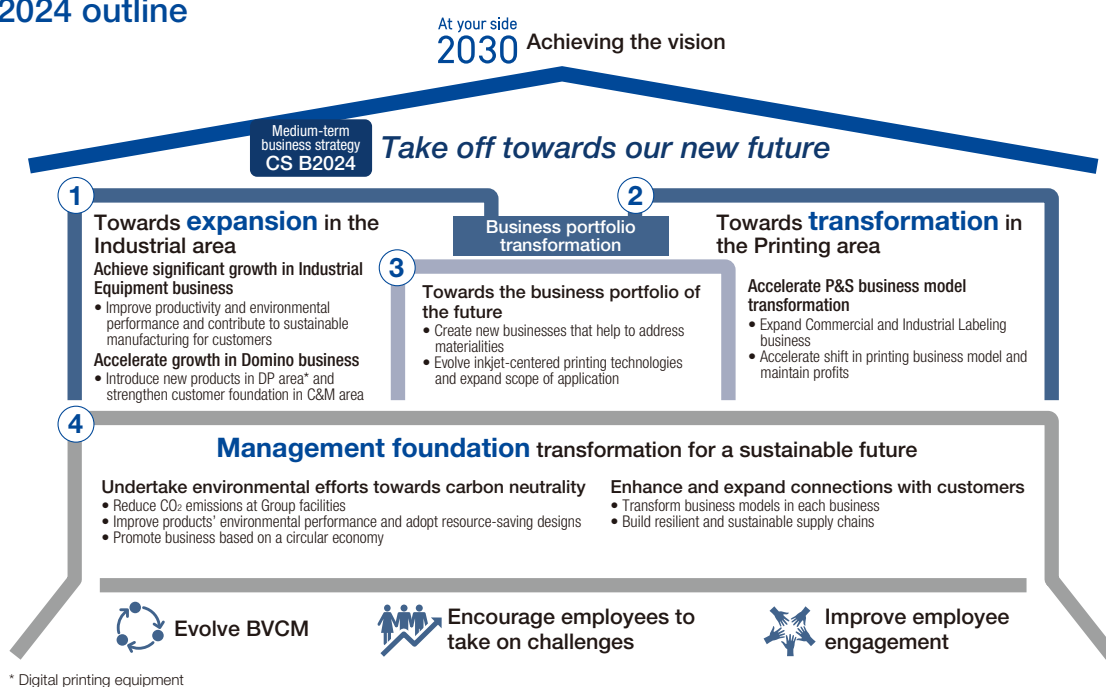 2024 outline
At your side
2030 Achieving the vision
Medium-term
business strategy
CS B2024
Take off towards our new future
1
Towards expansion in the
Industrial area
Achieve significant growth in Industrial
Equipment business
• Improve productivity and environmental
performance and contribute to sustainable
manufacturing for customers
Accelerate growth in Domino business
• Introduce new products in DP area* and
strengthen customer foundation in C&M area
Business portfolio
transformation
2
Towards transformation in
the Printing area
Accelerate P&S business model
transformation
• Expand Commercial and Industrial Labeling
business
• Accelerate shift in printing business model and
maintain profits
3
Towards the business portfolio of
the future
• Create new businesses that help to address
materialities
• Evolve inkjet-centered printing technologies
and expand scope of application
4
Management foundation transformation for a sustainable future
Undertake environmental efforts towards carbon neutrality
• Reduce CO₂ emissions at Group facilities
• Improve products' environmental performance and adopt resource-saving designs
• Promote business based on a circular economy
Enhance and expand connections with customers
• Transform business models in each business
• Build resilient and sustainable supply chains
Evolve BVCM
Encourage employees to
take on challenges
Improve employee
engagement
* Digital printing equipment